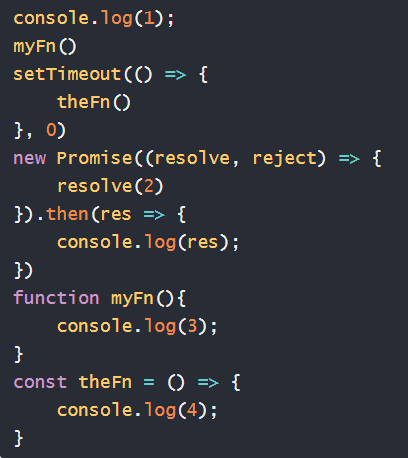 console.log(1);
myFn()
setTimeout(() => {
    theFn()
}, 0)
new Promise((resolve, reject) => {
    resolve(2)
}).then(res => {
    console.log(res);
})
function myFn(){
    console.log(3);
}
const theFn = () => {
    console.log(4);
}